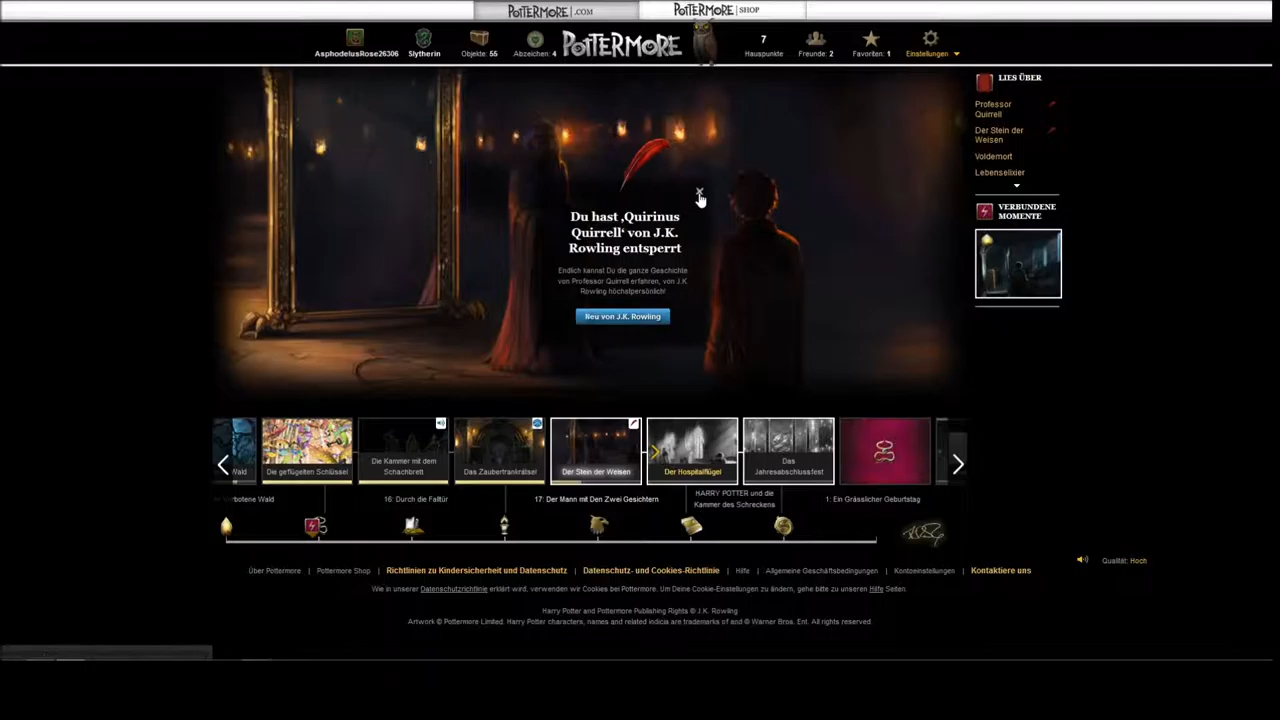 POTTERMORE .COM
POTTERMORE SHOP
AsphodelusRose26306
Slytherin
Objekte: 55
Abzeichen: 4
POTTERMORE
7
Hauspunkte
Freunde: 2
Favoriten: 1
Einstellungen
LIES ÜBER
Professor
Quirrell
Der Stein der
Weisen
Voldemort
Lebenselixier
VERBUNDENE
MOMENTE
Du hast ‚Quirinus
Quirrell‘ von J.K.
Rowling entsperrt
Endlich kannst Du die ganze Geschichte
von Professor Quirrell erfahren, von J.K.
Rowling höchstpersönlich!
Neu von J.K. Rowling
Wald
Die geflügelten Schlüssel
Die Kammer mit dem
Schachbrett
Das Zaubertrankrätsel
Der Stein der Weisen
Der Hospitalflügel
Das
Jahresabschlussfest
er Verbotene Wald
16: Durch die Falltür
17: Der Mann mit Den Zwei Gesichtern
HARRY POTTER und die
Kammer des Schreckens
1: Ein Grässlicher Geburtstag
Qualität: Hoch
Über Pottermore | Pottermore Shop | Richtlinien zu Kindersicherheit und Datenschutz | Datenschutz- und Cookies-Richtlinie | Hilfe | Allgemeine Geschäftsbedingungen | Kontoeinstellungen | Kontaktiere uns
Wie in unserer Datenschutzrichtlinie erklärt wird, verwenden wir Cookies bei Pottermore. Um Deine Cookie-Einstellungen zu ändern, gehe bitte zu unseren Hilfe Seiten.
Harry Potter and Pottermore Publishing Rights © J.K. Rowling
Artwork © Pottermore Limited. Harry Potter characters, names and related indicia are trademarks of and © Warner Bros. Ent. All rights reserved